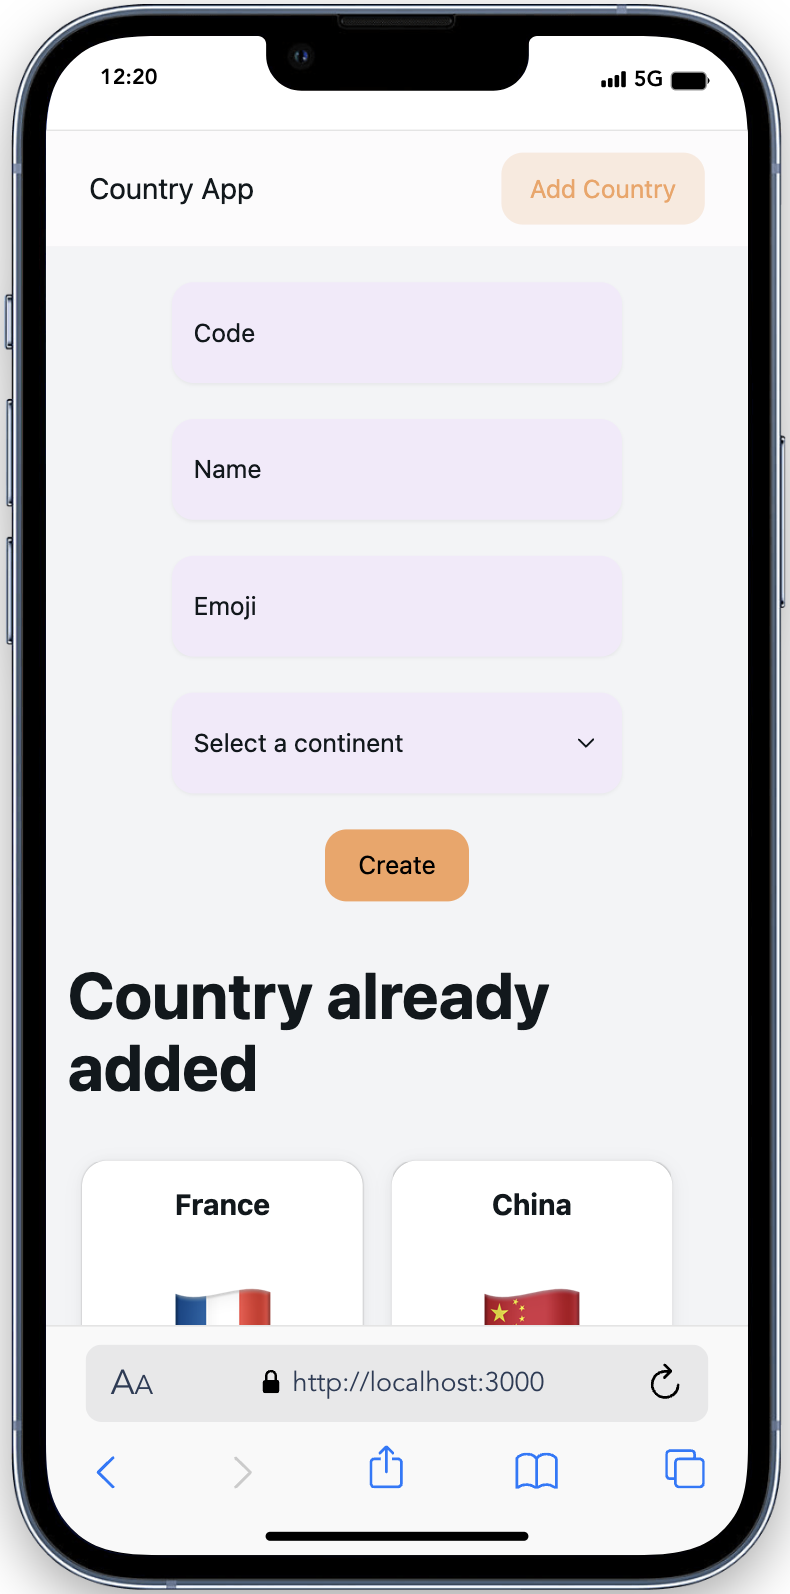 12:20
5G
Country App
Add Country
Code
Name
Emoji
Select a continent
Create
Country already
added
France
China
AA
http://localhost:3000